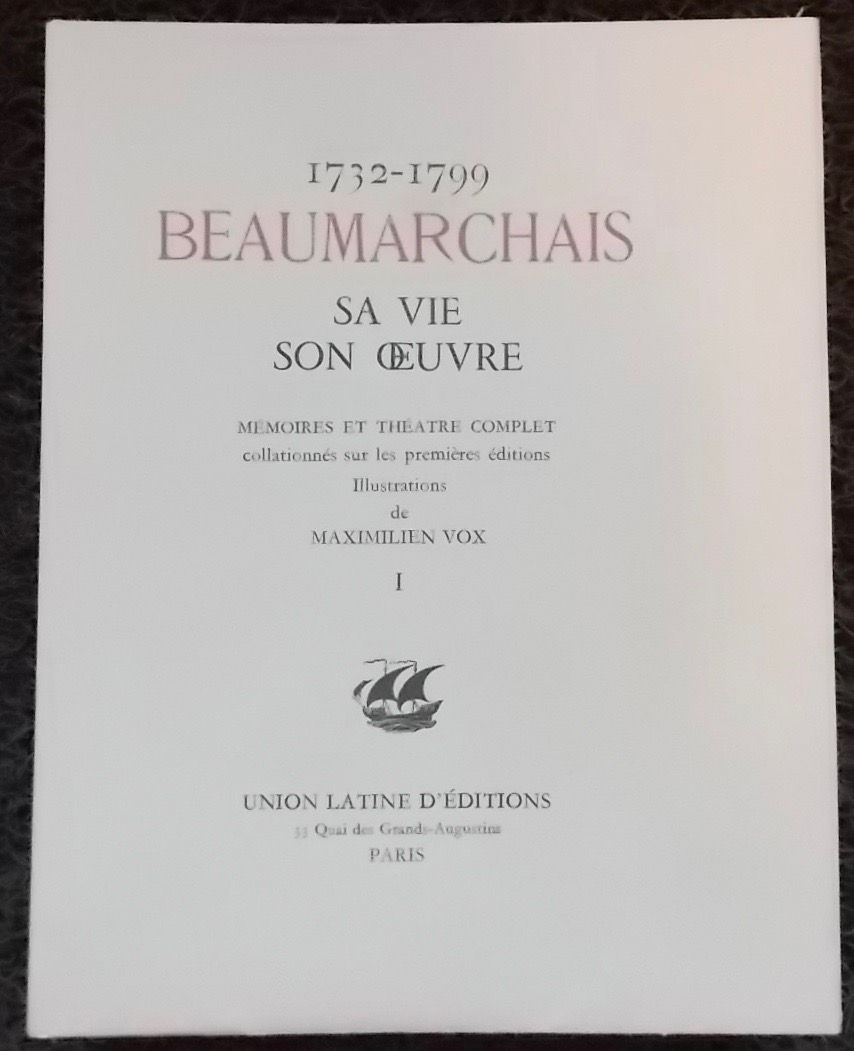 1732-1799
BEAUMARCHAIS
SA VIE
SON ŒUVRE
MÉMOIRES ET THÉATRE COMPLET
collationnés sur les premières éditions
Illustrations
de
MAXIMILIEN VOX
I
UNION LATINE D'ÉDITIONS
33 Quai des Grands-Augustins
PARIS